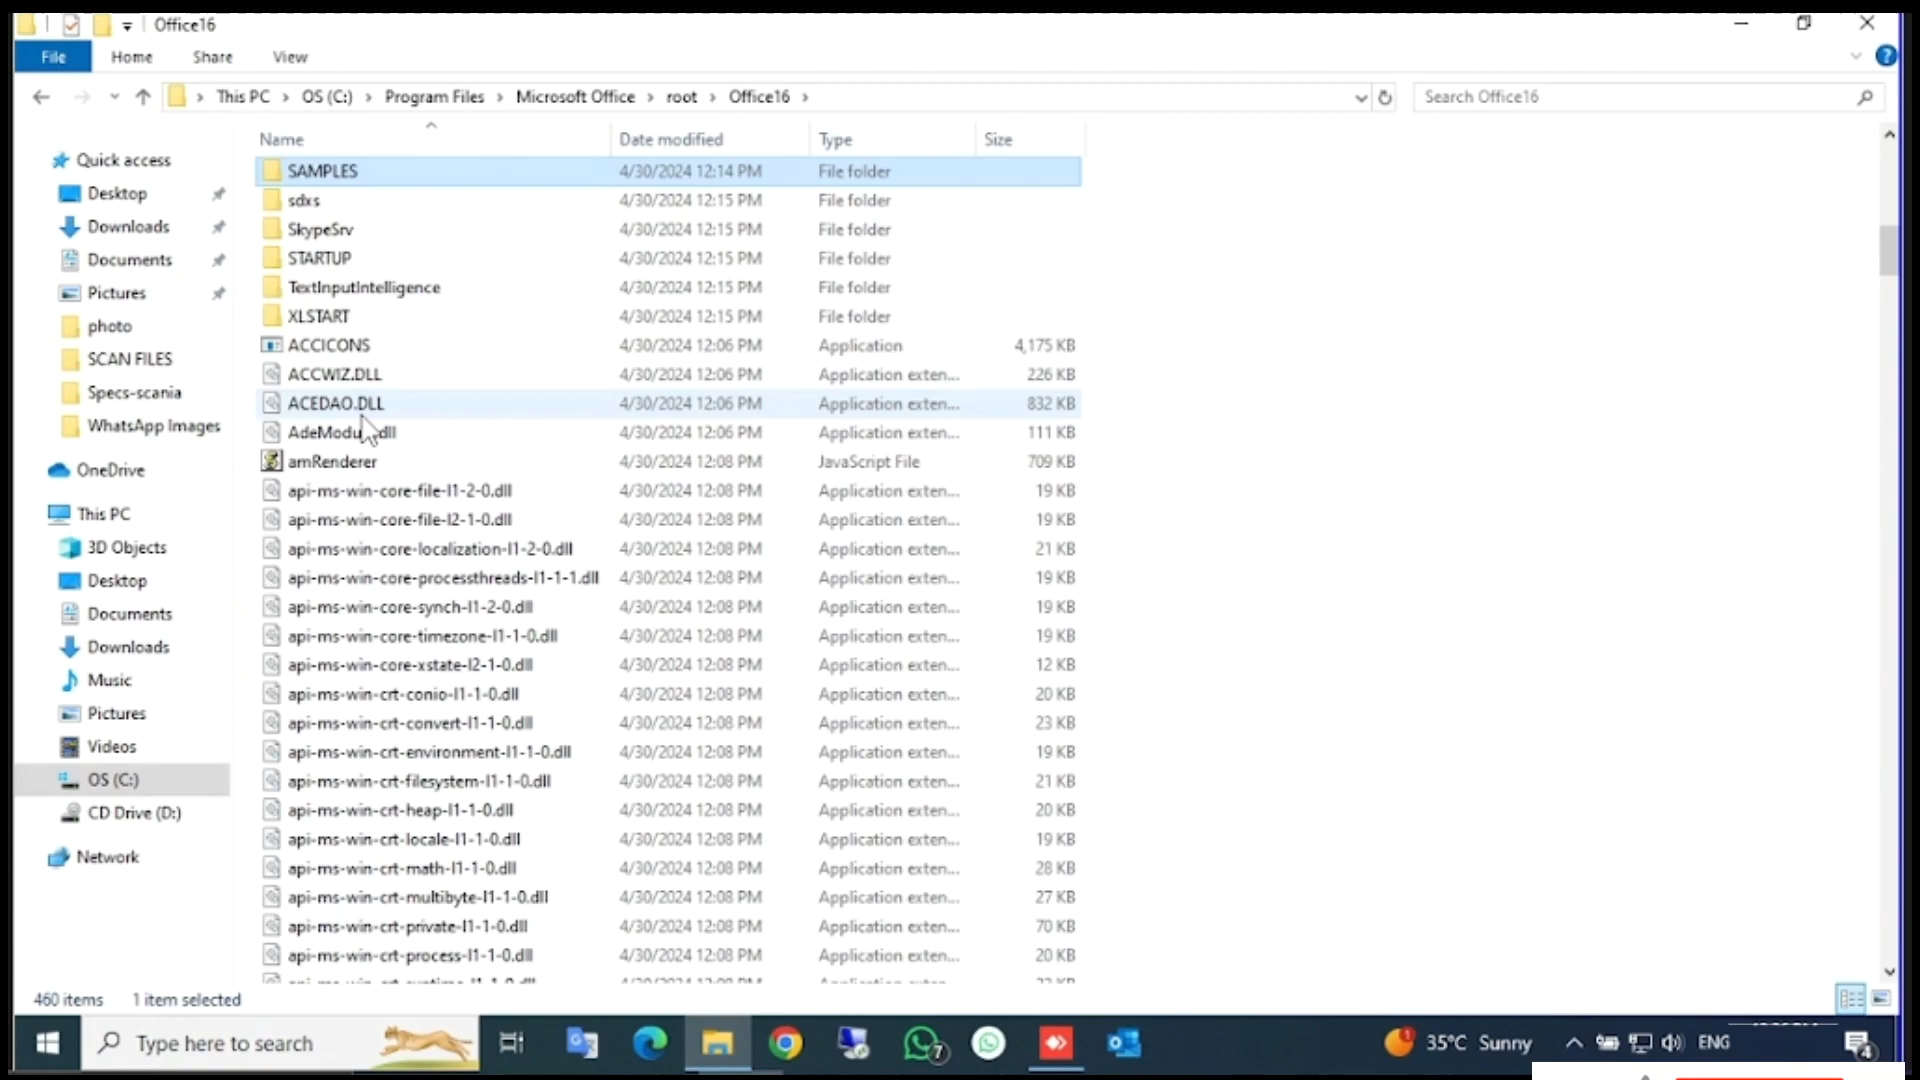 Office16
File Home Share View
This PC > OS (C:) > Program Files > Microsoft Office > root > Office16 >
Search Office16
Name Date modified Type Size
Quick access
Desktop
Downloads
Documents
Pictures
photo
SCAN FILES
Specs-scania
WhatsApp Images
OneDrive
This PC
3D Objects
Desktop
Documents
Downloads
Music
Pictures
Videos
OS (C:)
CD Drive (D:)
Network
SAMPLES 4/30/2024 12:14 PM File folder
sdxs 4/30/2024 12:15 PM File folder
SkypeSrv 4/30/2024 12:15 PM File folder
STARTUP 4/30/2024 12:15 PM File folder
TextInputIntelligence 4/30/2024 12:15 PM File folder
XLSTART 4/30/2024 12:15 PM File folder
ACCICONS 4/30/2024 12:06 PM Application 4,175 KB
ACCWIZ.DLL 4/30/2024 12:06 PM Application exten... 226 KB
ACEDAO.DLL 4/30/2024 12:06 PM Application exten... 832 KB
4/30/2024 12:06 PM Application exten... 111 KB
amRenderer 4/30/2024 12:08 PM JavaScript File 709 KB
api-ms-win-core-file-l1-2-0.dll 4/30/2024 12:08 PM Application exten... 19 KB
api-ms-win-core-file-l2-1-0.dll 4/30/2024 12:08 PM Application exten... 19 KB
api-ms-win-core-localization-l1-2-0.dll 4/30/2024 12:08 PM Application exten... 21 KB
api-ms-win-core-processthreads-l1-1-1.dll 4/30/2024 12:08 PM Application exten... 19 KB
api-ms-win-core-synch-l1-2-0.dll 4/30/2024 12:08 PM Application exten... 19 KB
api-ms-win-core-timezone-l1-1-0.dll 4/30/2024 12:08 PM Application exten... 19 KB
api-ms-win-core-xstate-l2-1-0.dll 4/30/2024 12:08 PM Application exten... 12 KB
api-ms-win-crt-conio-l1-1-0.dll 4/30/2024 12:08 PM Application exten... 20 KB
api-ms-win-crt-convert-l1-1-0.dll 4/30/2024 12:08 PM Application exten... 23 KB
api-ms-win-crt-environment-l1-1-0.dll 4/30/2024 12:08 PM Application exten... 19 KB
api-ms-win-crt-filesystem-l1-1-0.dll 4/30/2024 12:08 PM Application exten... 21 KB
api-ms-win-crt-heap-l1-1-0.dll 4/30/2024 12:08 PM Application exten... 20 KB
api-ms-win-crt-locale-l1-1-0.dll 4/30/2024 12:08 PM Application exten... 19 KB
api-ms-win-crt-math-l1-1-0.dll 4/30/2024 12:08 PM Application exten... 28 KB
api-ms-win-crt-multibyte-l1-1-0.dll 4/30/2024 12:08 PM Application exten... 27 KB
api-ms-win-crt-private-l1-1-0.dll 4/30/2024 12:08 PM Application exten... 70 KB
api-ms-win-crt-process-l1-1-0.dll 4/30/2024 12:08 PM Application exten... 20 KB
460 items 1 item selected
Type here to search 7 1 35°C Sunny ENG 4